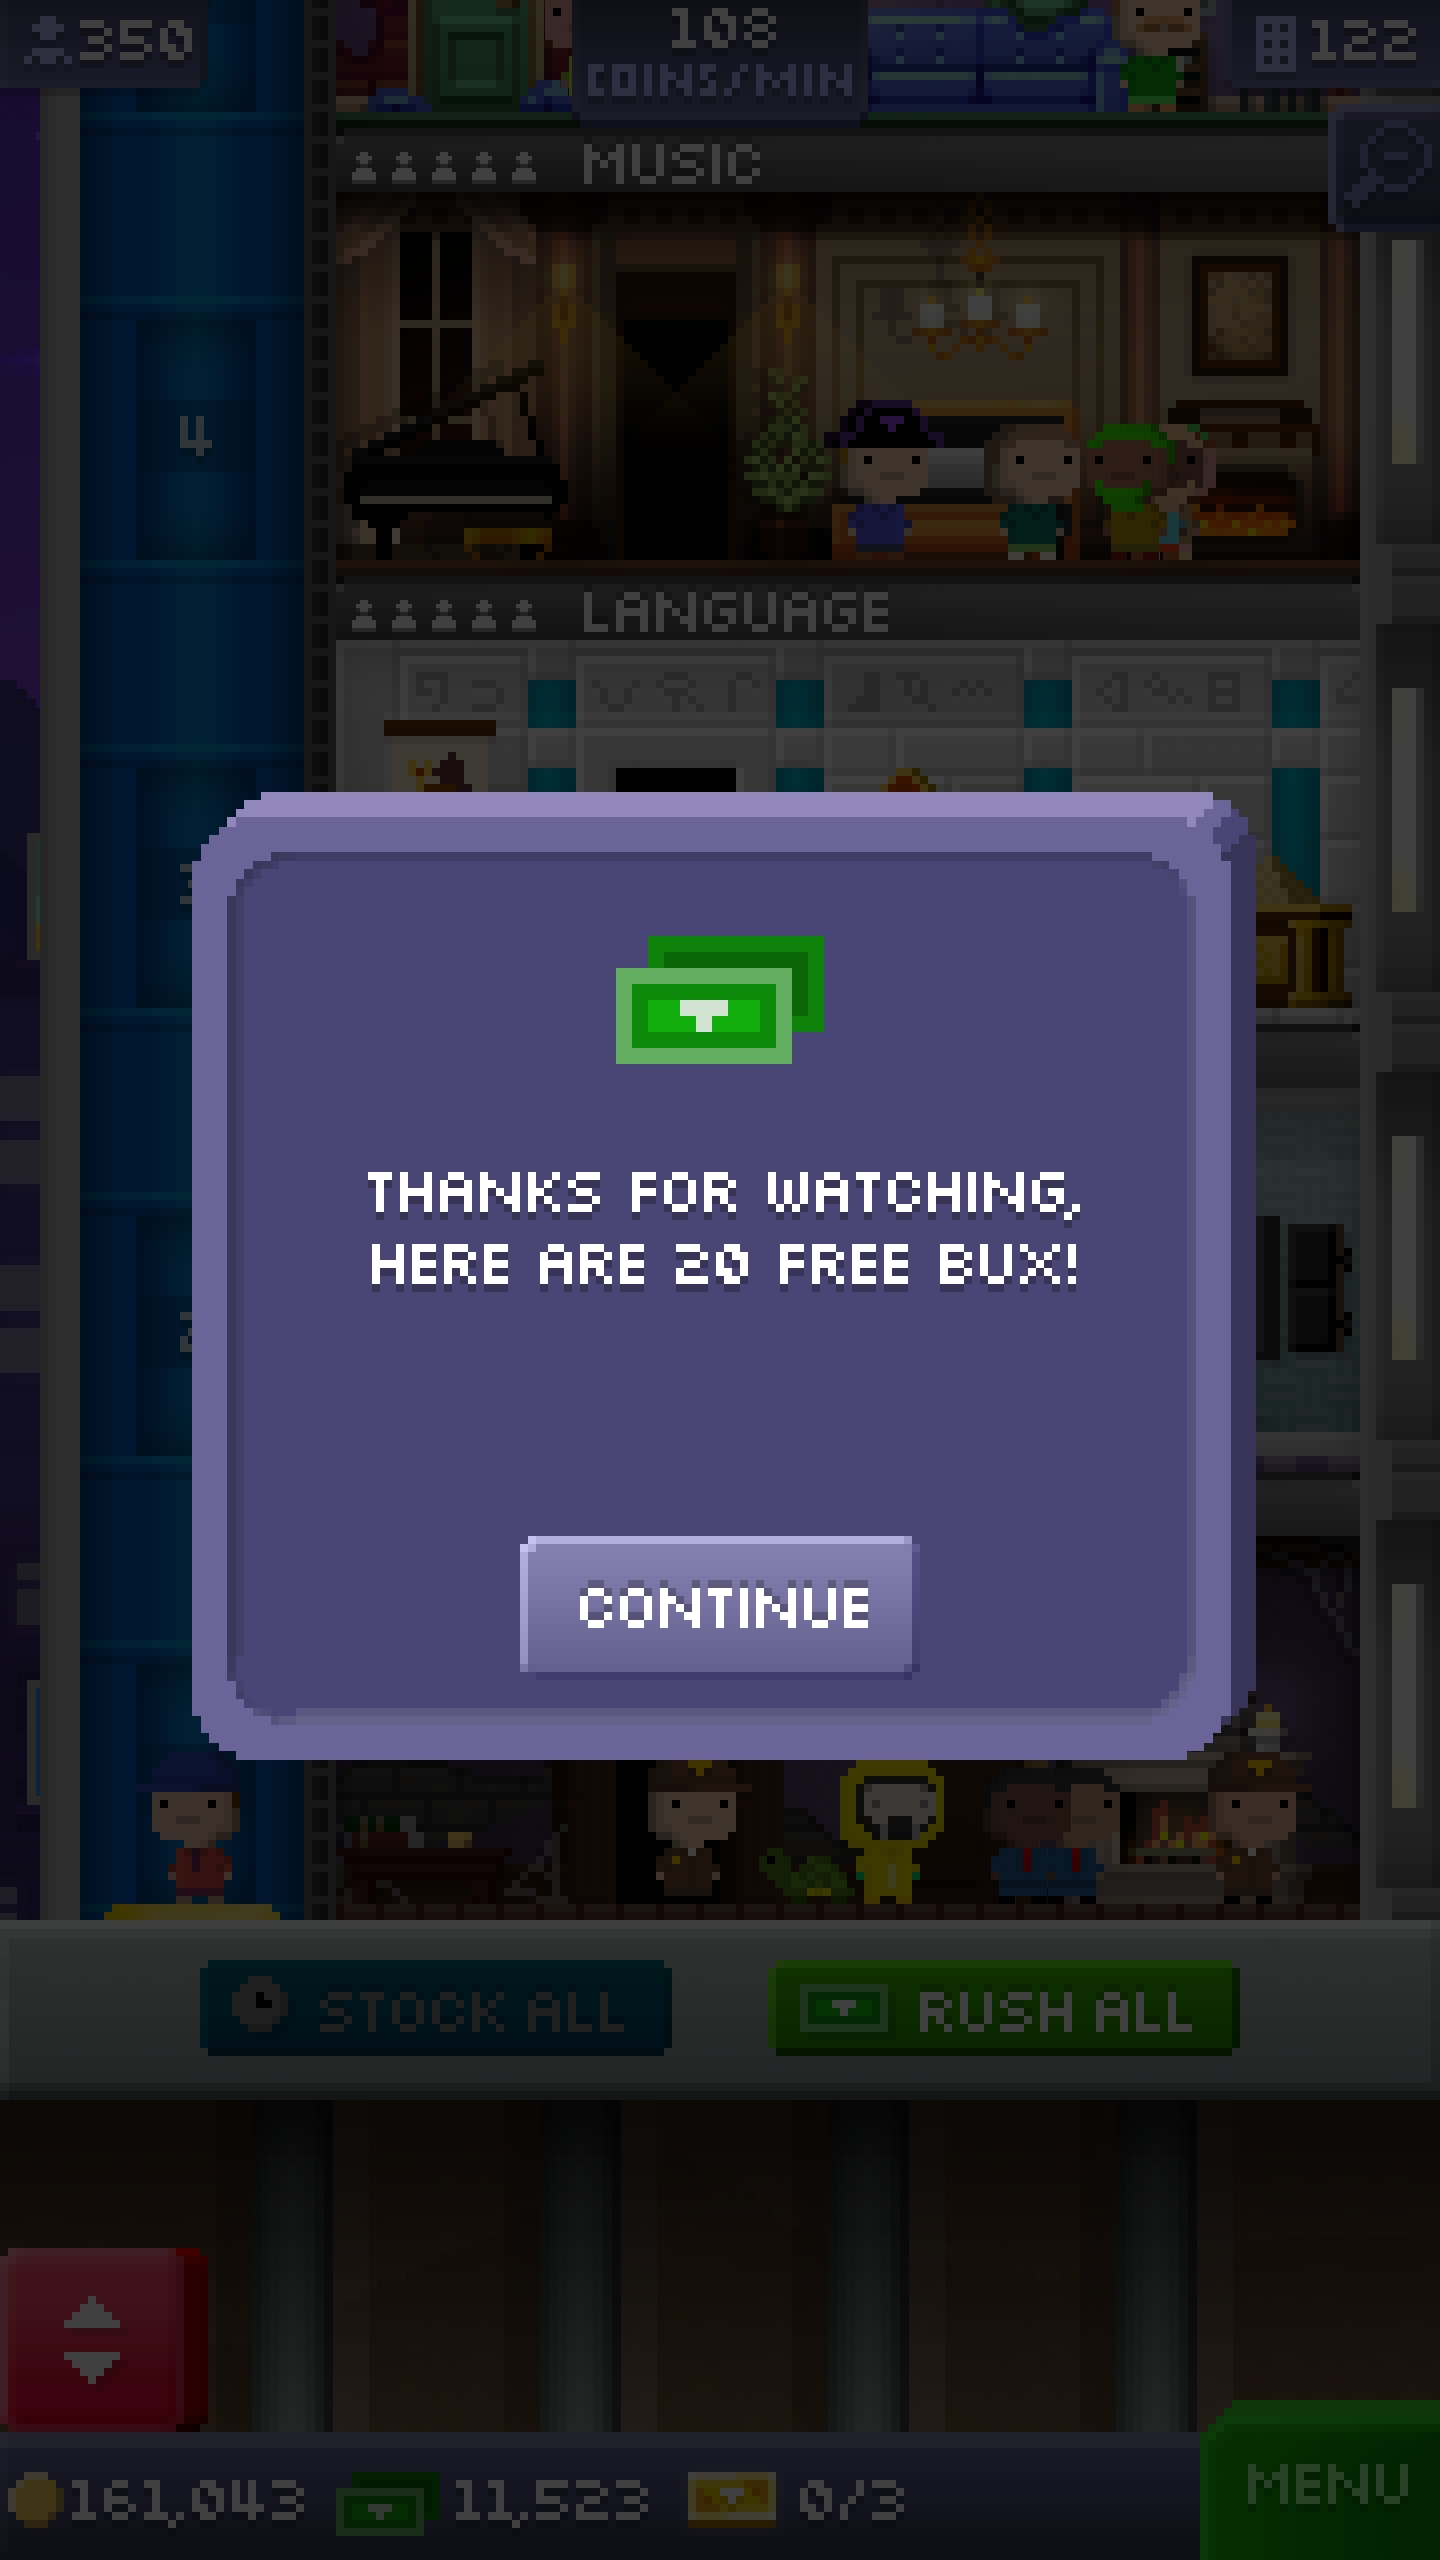 350
108
COINS/MIN
122
MUSIC
4
LANGUAGE
THANKS FOR WATCHING,
HERE ARE 20 FREE BUX!
CONTINUE
STOCK ALL
RUSH ALL
161,043
11,523
0/3
MENU